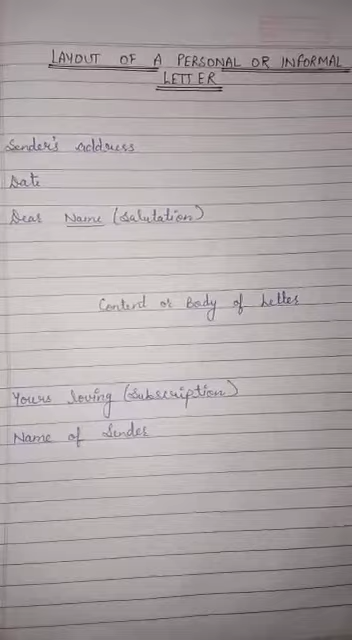 LAYOUT OF A PERSONAL OR INFORMAL
LETTER
Sender's address
Date
Dear Name (Salutation)
Contend or Body of Letter
Yours loving (Subscription)
Name of Sender